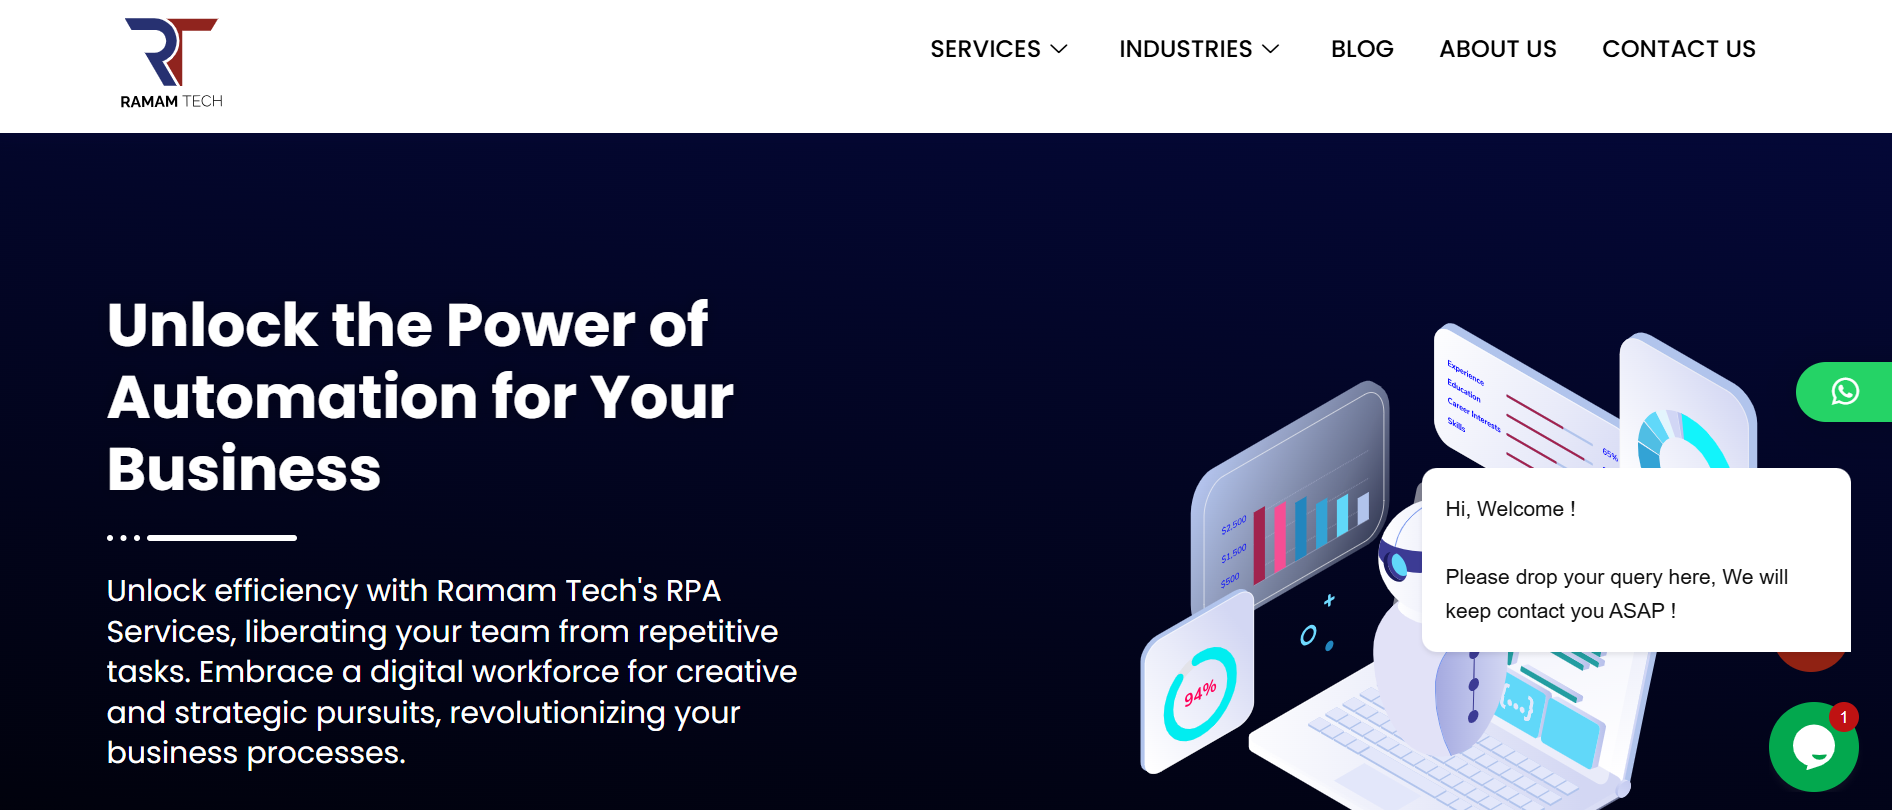 RAMAM TECH
SERVICES
INDUSTRIES
BLOG
ABOUT US
CONTACT US
Unlock the Power of
Automation for Your
Business
Unlock efficiency with Ramam Tech's RPA
Services, liberating your team from repetitive
tasks. Embrace a digital workforce for creative
and strategic pursuits, revolutionizing your
business processes.
Experience
Education
Career Interests
Skills
65%
$2,500
$1,500
$500
94%
{...}
Hi, Welcome !
Please drop your query here, We will
keep contact you ASAP !
1